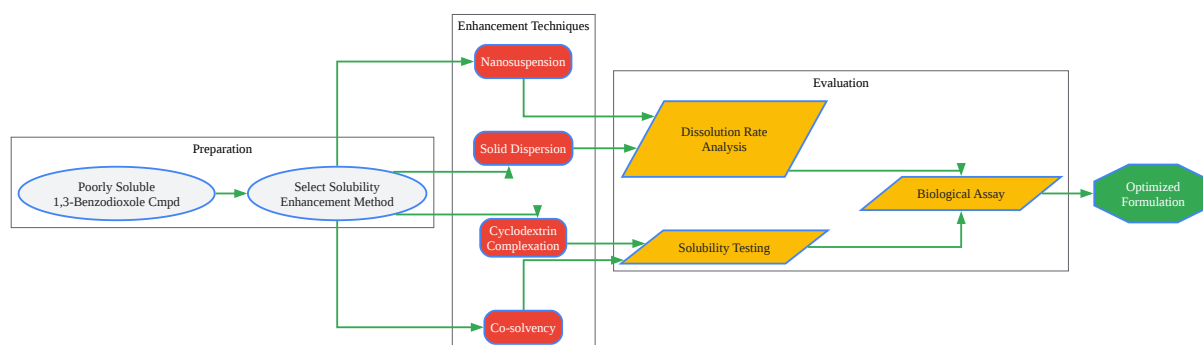 Preparation
Poorly Soluble
1,3-Benzodioxole Cmpd
Select Solubility
Enhancement Method
Enhancement Techniques
Nanosuspension
Solid Dispersion
Cyclodextrin
Complexation
Co-solvency
Evaluation
Dissolution Rate
Analysis
Solubility Testing
Biological Assay
Optimized
Formulation